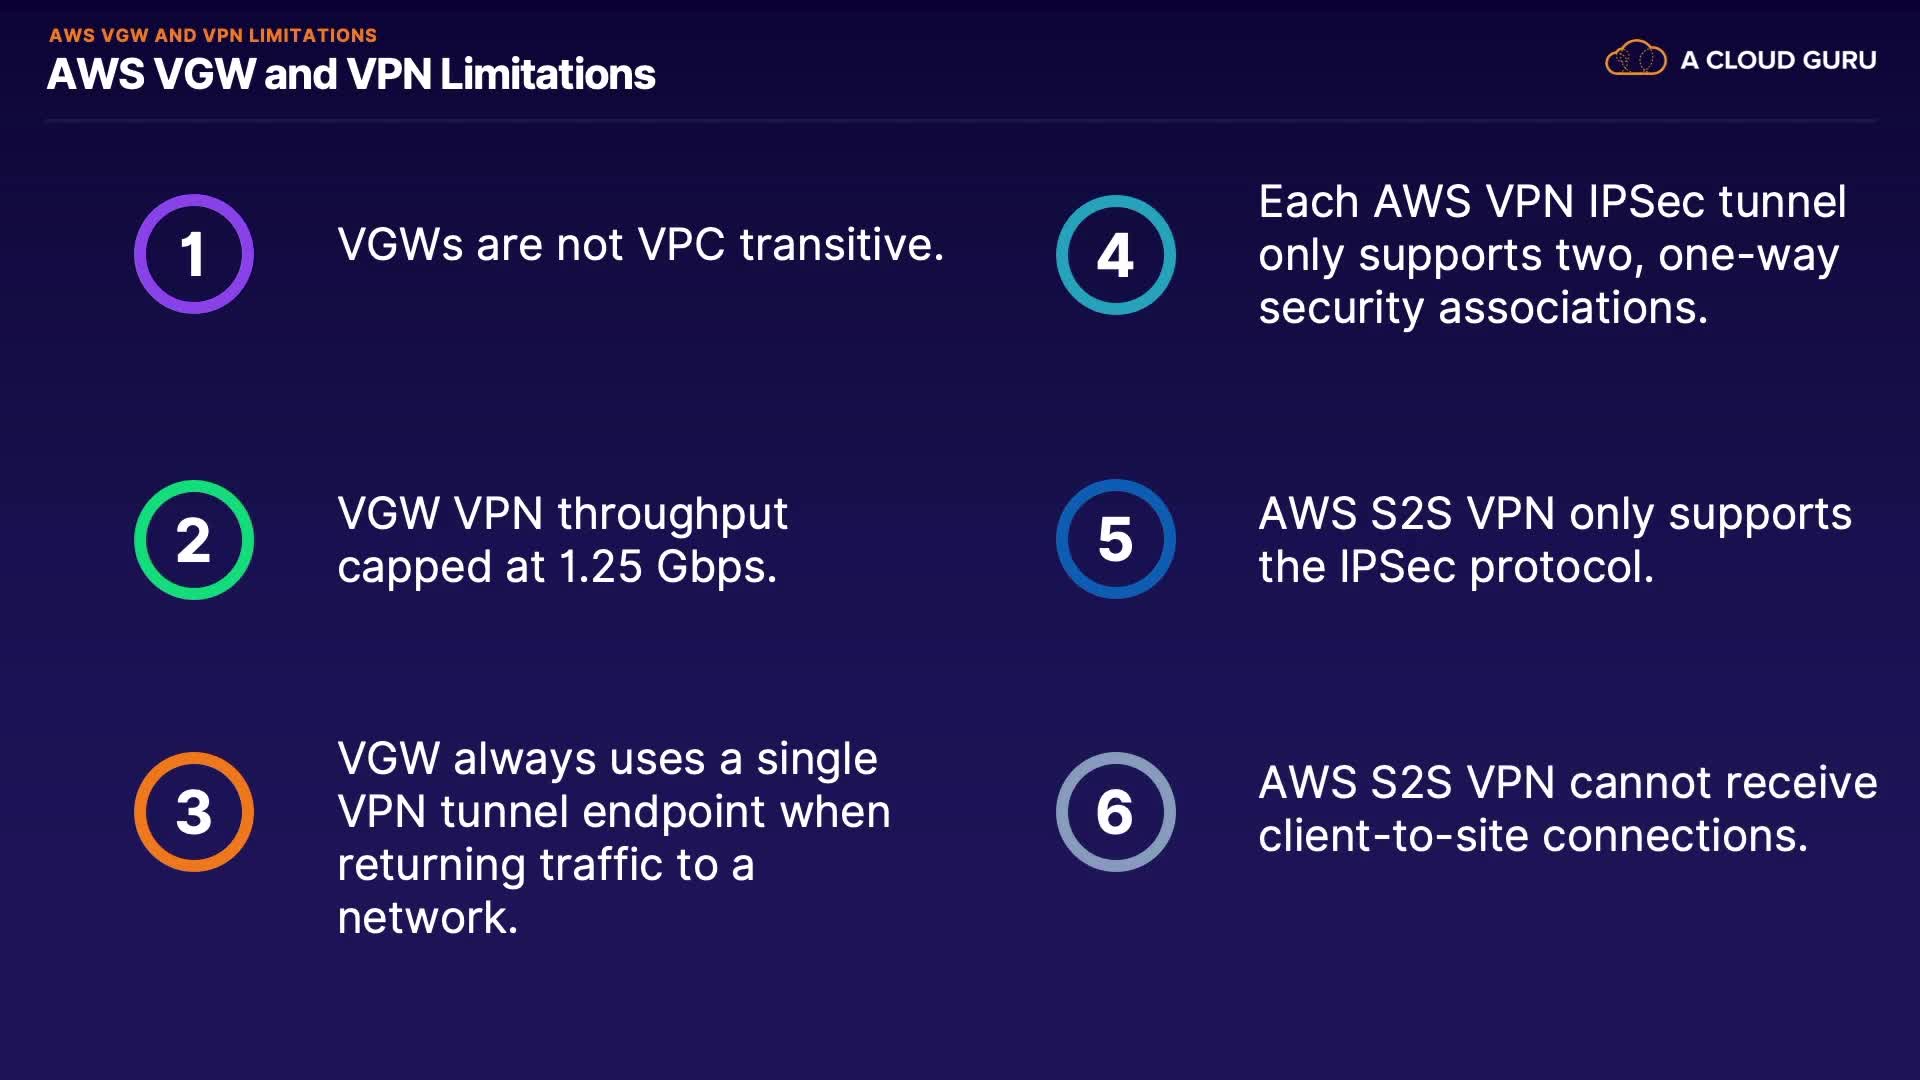 AWS VGW AND VPN LIMITATIONS
AWS VGW and VPN Limitations
A CLOUD GURU
1
VGWs are not VPC transitive.
2
VGW VPN throughput
capped at 1.25 Gbps.
3
VGW always uses a single
VPN tunnel endpoint when
returning traffic to a
network.
4
Each AWS VPN IPSec tunnel
only supports two, one-way
security associations.
5
AWS S2S VPN only supports
the IPSec protocol.
6
AWS S2S VPN cannot receive
client-to-site connections.